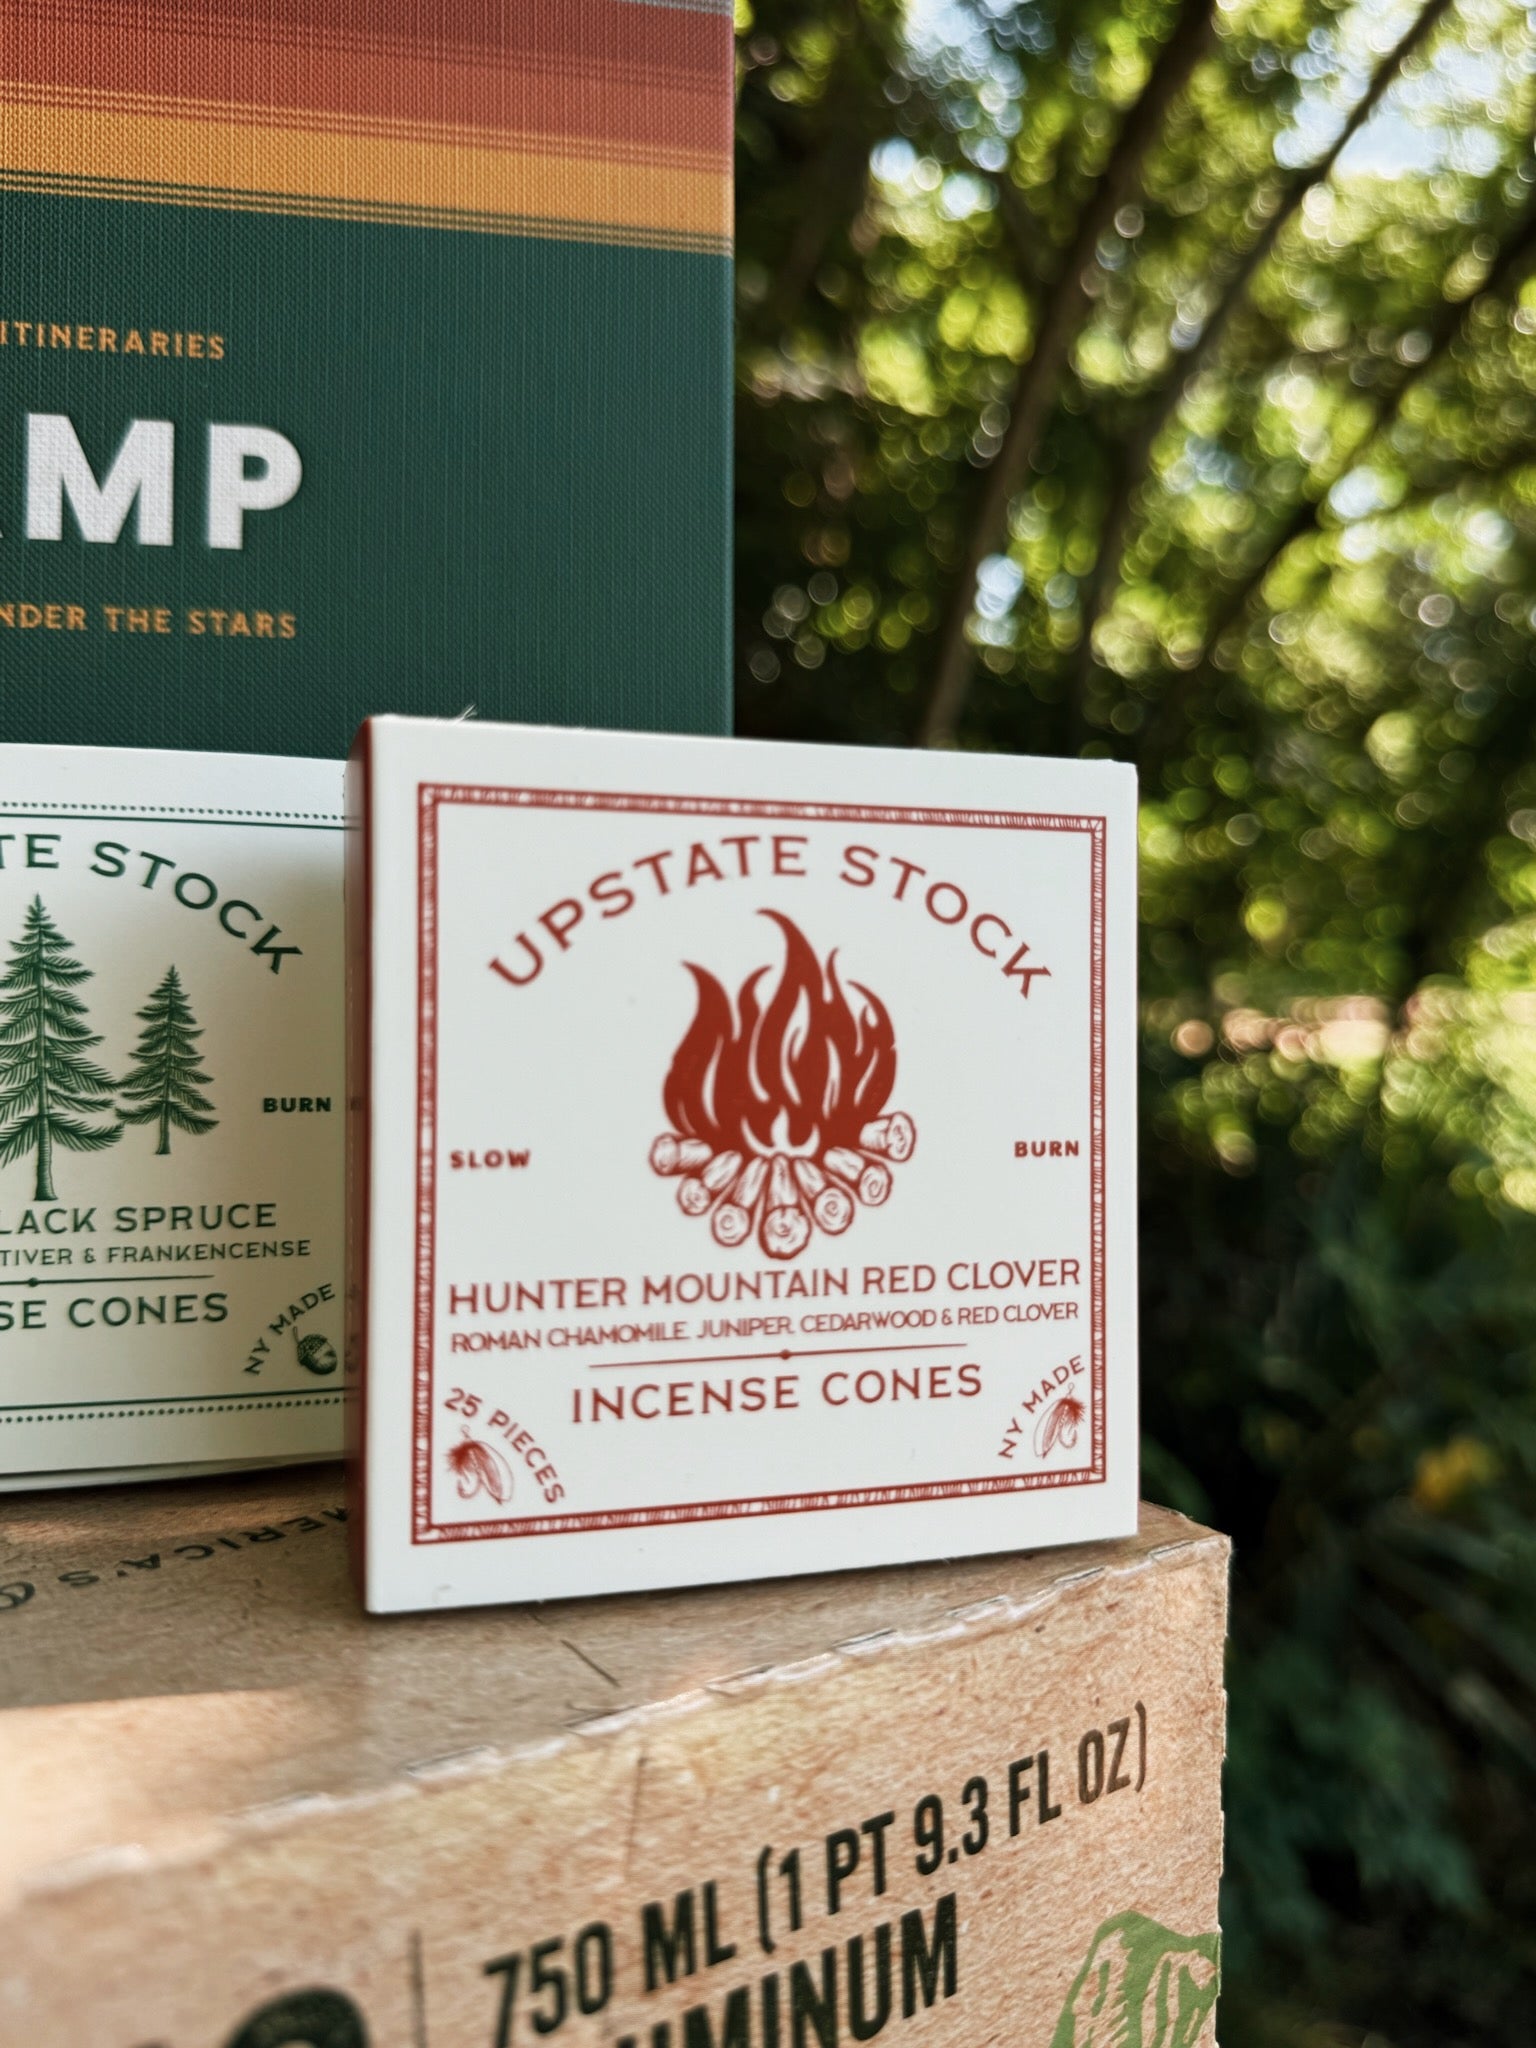 ITINERARIES
AMP
NDER THE STARS
TE STOCK
BURN
LACK SPRUCE
TIVER & FRANKENCENSE
SE CONES
NY MADE
UPSTATE STOCK
SLOW
BURN
HUNTER MOUNTAIN RED CLOVER
ROMAN CHAMOMILE, JUNIPER, CEDARWOOD & RED CLOVER
INCENSE CONES
25 PIECES
NY MADE
MERICA'S
750 ML (1 PT 9.3 FL OZ)
UMINUM